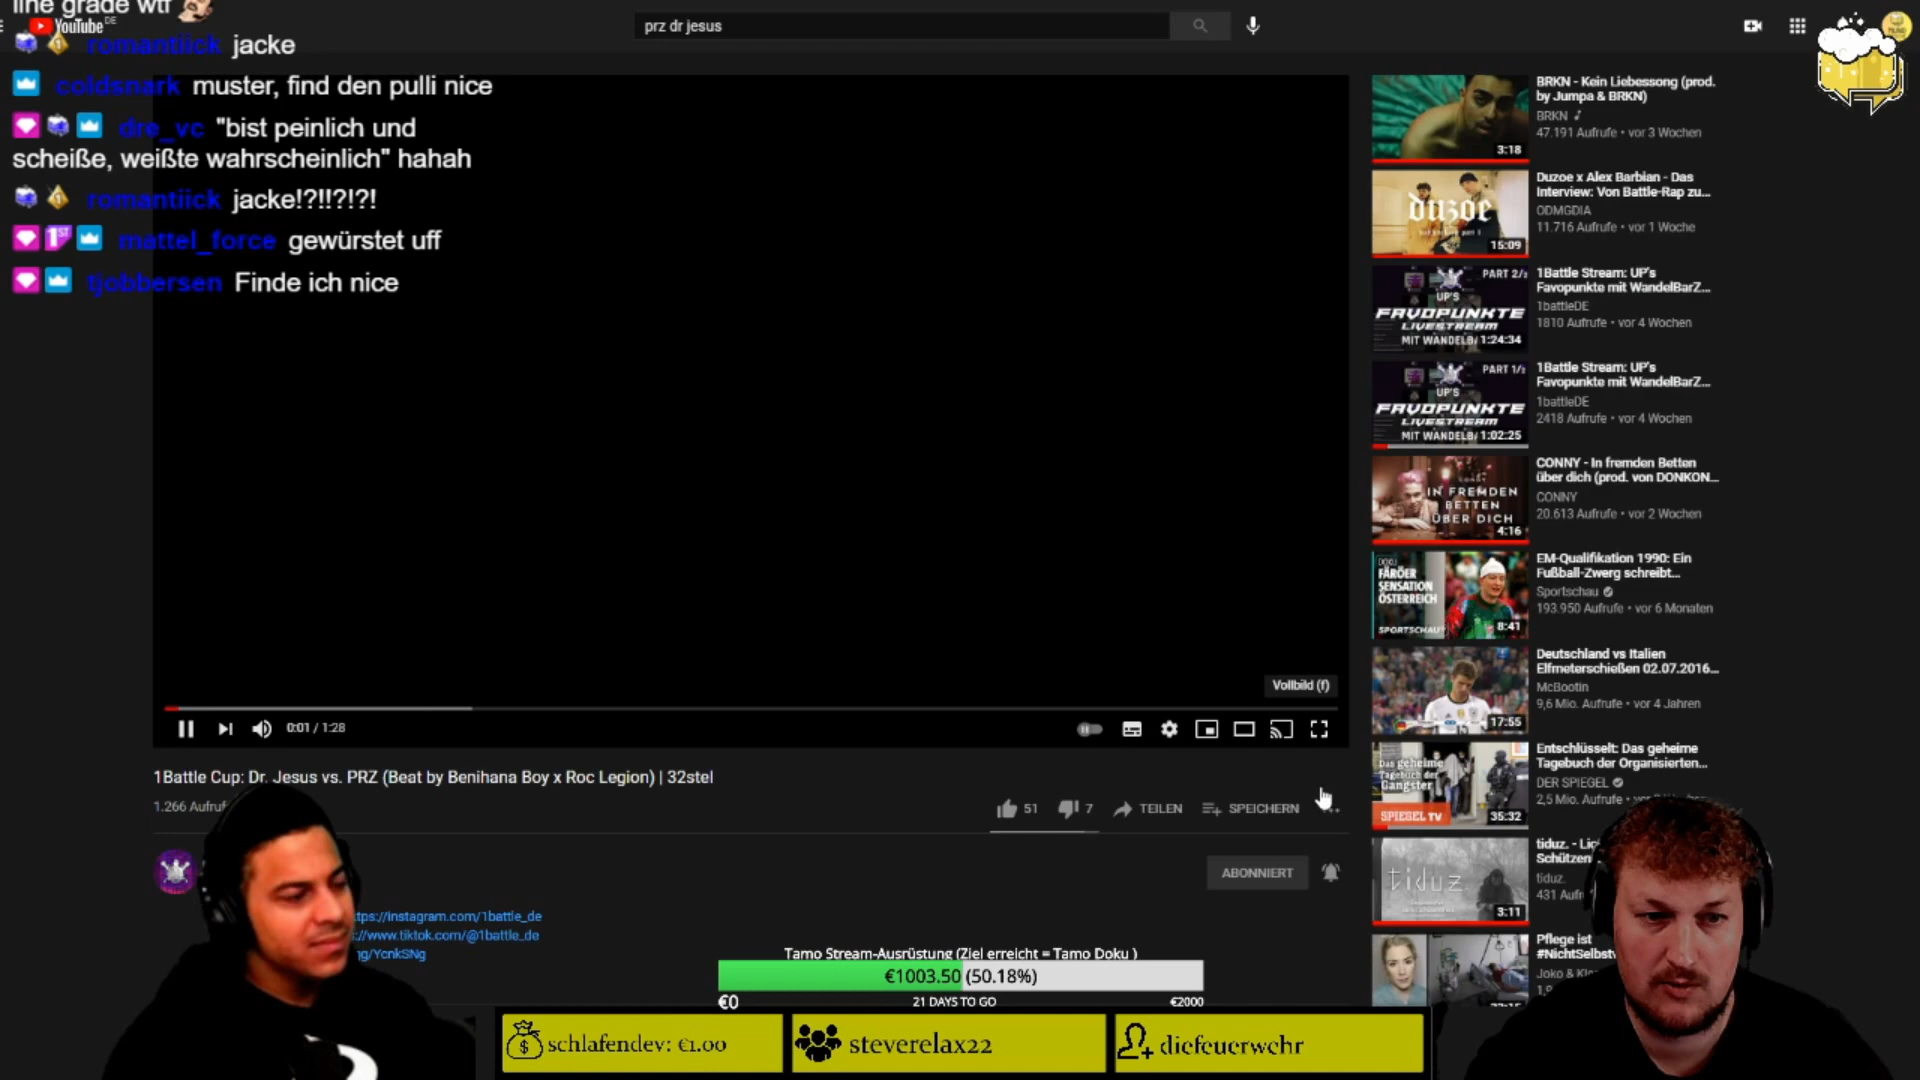 line grade wtf
YouTube DE
prz dr jesus
romantiick jacke
coldsnark muster, find den pulli nice
dre_vc "bist peinlich und
scheiße, weißte wahrscheinlich" hahah
romantiick jacke!?!!?!?!
mattel_force gewürstet uff
tjobbersen Finde ich nice
Vollbild (f)
0:01 / 1:28
1Battle Cup: Dr. Jesus vs. PRZ (Beat by Benihana Boy x Roc Legion) | 32stel
1.266
51
7
TEILEN
SPEICHERN
ABONNIERT
ttps://instagram.com/1battle_de
://www.tiktok.com/@1battle_de
YcnkSNg
Tamo Stream-Ausrüstung (Ziel erreicht = Tamo Doku )
€1003.50 (50.18%)
€0
21 DAYS TO GO
€2000
schlafendev: €1.00
steverelax22
diefeuerwehr
3:18
BRKN - Kein Liebessong (prod.
by Jumpa & BRKN)
BRKN
47.191 Aufrufe • vor 3 Wochen
duzoe
15:09
Duzoe x Alex Barbian - Das
Interview: Von Battle-Rap zu...
ODMGDIA
11.716 Aufrufe • vor 1 Woche
PART 2/
UP'S
FAVOPUNKTE
LIVESTREAM
MIT WANDELBA
1:24:34
1Battle Stream: UP's
Favopunkte mit WandelBarZ...
1battleDE
1810 Aufrufe • vor 4 Wochen
PART 1/
UP'S
FAVOPUNKTE
LIVESTREAM
MIT WANDELB
1:02:25
1Battle Stream: UP's
Favopunkte mit WandelBarZ...
1battleDE
2418 Aufrufe • vor 4 Wochen
CONNY
IN FREMDEN
BETTEN
ÜBER DICH
4:16
CONNY - In fremden Betten
über dich (prod. von DONKON...
CONNY
20.613 Aufrufe • vor 2 Wochen
DOKU
FÄRÖER
SENSATION
ÖSTERREICH
SPORTSCHAU
8:41
EM-Qualifikation 1990: Ein
Fußball-Zwerg schreibt...
Sportschau
193.950 Aufrufe • vor 6 Monaten
17:55
Deutschland vs Italien
Elfmeterschießen 02.07.2016...
McBootin
9,6 Mio. Aufrufe • vor 4 Jahren
Das geheime
Tagebuch der
Gangster
SPIEGEL TV
35:32
Entschlüsselt: Das geheime
Tagebuch der Organisierten...
DER SPIEGEL
2,5 Mio. Aufrufe
tiduz
3:11
tiduz. -
Schützen
tiduz.
431
Pflege ist
#NichtSelbst
Joko &